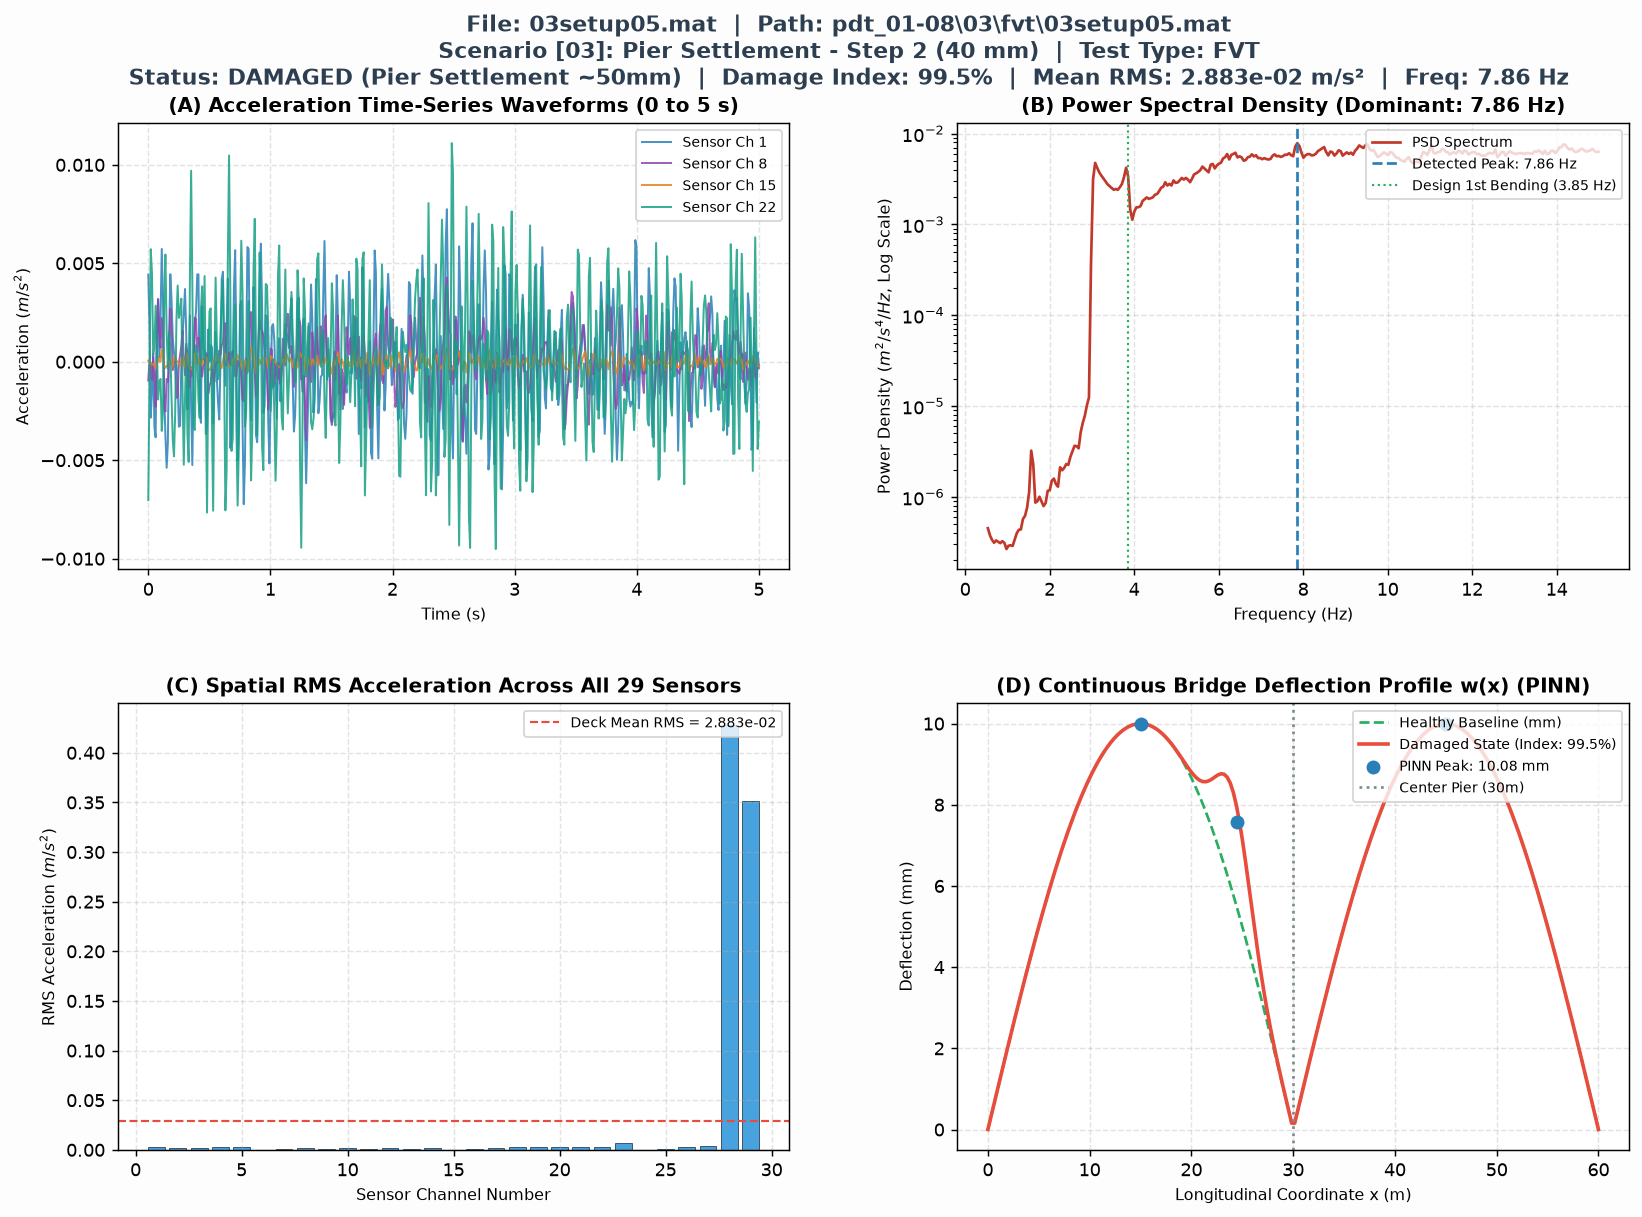 File: 03setup05.mat | Path: pdt_01-08\03\fvt\03setup05.mat
Scenario [03]: Pier Settlement - Step 2 (40 mm) | Test Type: FVT
Status: DAMAGED (Pier Settlement ~50mm) | Damage Index: 99.5% | Mean RMS: 2.883e-02 m/s² | Freq: 7.86 Hz
(A) Acceleration Time-Series Waveforms (0 to 5 s)
Sensor Ch 1
Sensor Ch 8
Sensor Ch 15
Sensor Ch 22
0.010
0.005
0.000
−0.005
−0.010
Acceleration (m/s²)
0 1 2 3 4 5
Time (s)
(B) Power Spectral Density (Dominant: 7.86 Hz)
PSD Spectrum
Detected Peak: 7.86 Hz
Design 1st Bending (3.85 Hz)
10⁻²
10⁻³
10⁻⁴
10⁻⁵
10⁻⁶
Power Density (m²/s⁴/Hz, Log Scale)
0 2 4 6 8 10 12 14
Frequency (Hz)
(C) Spatial RMS Acceleration Across All 29 Sensors
Deck Mean RMS = 2.883e-02
0.40
0.35
0.30
0.25
0.20
0.15
0.10
0.05
0.00
RMS Acceleration (m/s²)
0 5 10 15 20 25 30
Sensor Channel Number
(D) Continuous Bridge Deflection Profile w(x) (PINN)
Healthy Baseline (mm)
Damaged State (Index: 99.5%)
PINN Peak: 10.08 mm
Center Pier (30m)
10
8
6
4
2
0
Deflection (mm)
0 10 20 30 40 50 60
Longitudinal Coordinate x (m)